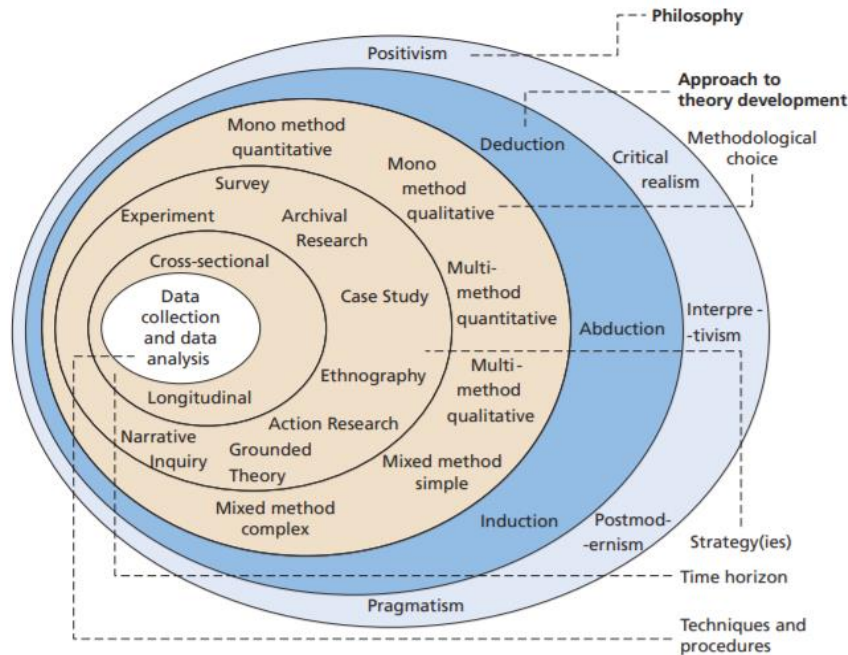 Philosophy
Positivism
Approach to
theory development
Mono method
quantitative
Deduction
Methodological
choice
Critical
realism
Mono
method
qualitative
Survey
Experiment
Archival
Research
Cross-sectional
Multi-
method
quantitative
Data
collection
and data
analysis
Case Study
Interpre -
-tivism
Abduction
Ethnography
Multi-
method
qualitative
Longitudinal
Action Research
Narrative
Inquiry
Grounded
Theory
Mixed method
simple
Mixed method
complex
Induction
Postmod-
-ernism
Strategy(ies)
Time horizon
Pragmatism
Techniques and
procedures